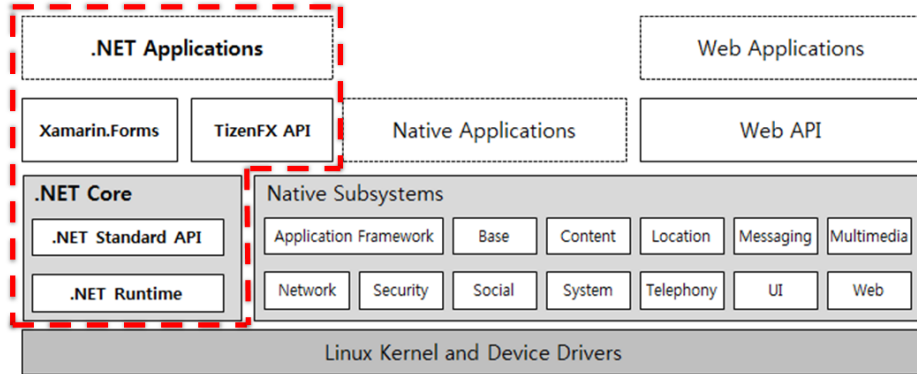 .NET Applications
Web Applications
Xamarin.Forms
TizenFX API
Native Applications
Web API
.NET Core
.NET Standard API
.NET Runtime
Native Subsystems
Application Framework
Base
Content
Location
Messaging
Multimedia
Network
Security
Social
System
Telephony
UI
Web
Linux Kernel and Device Drivers